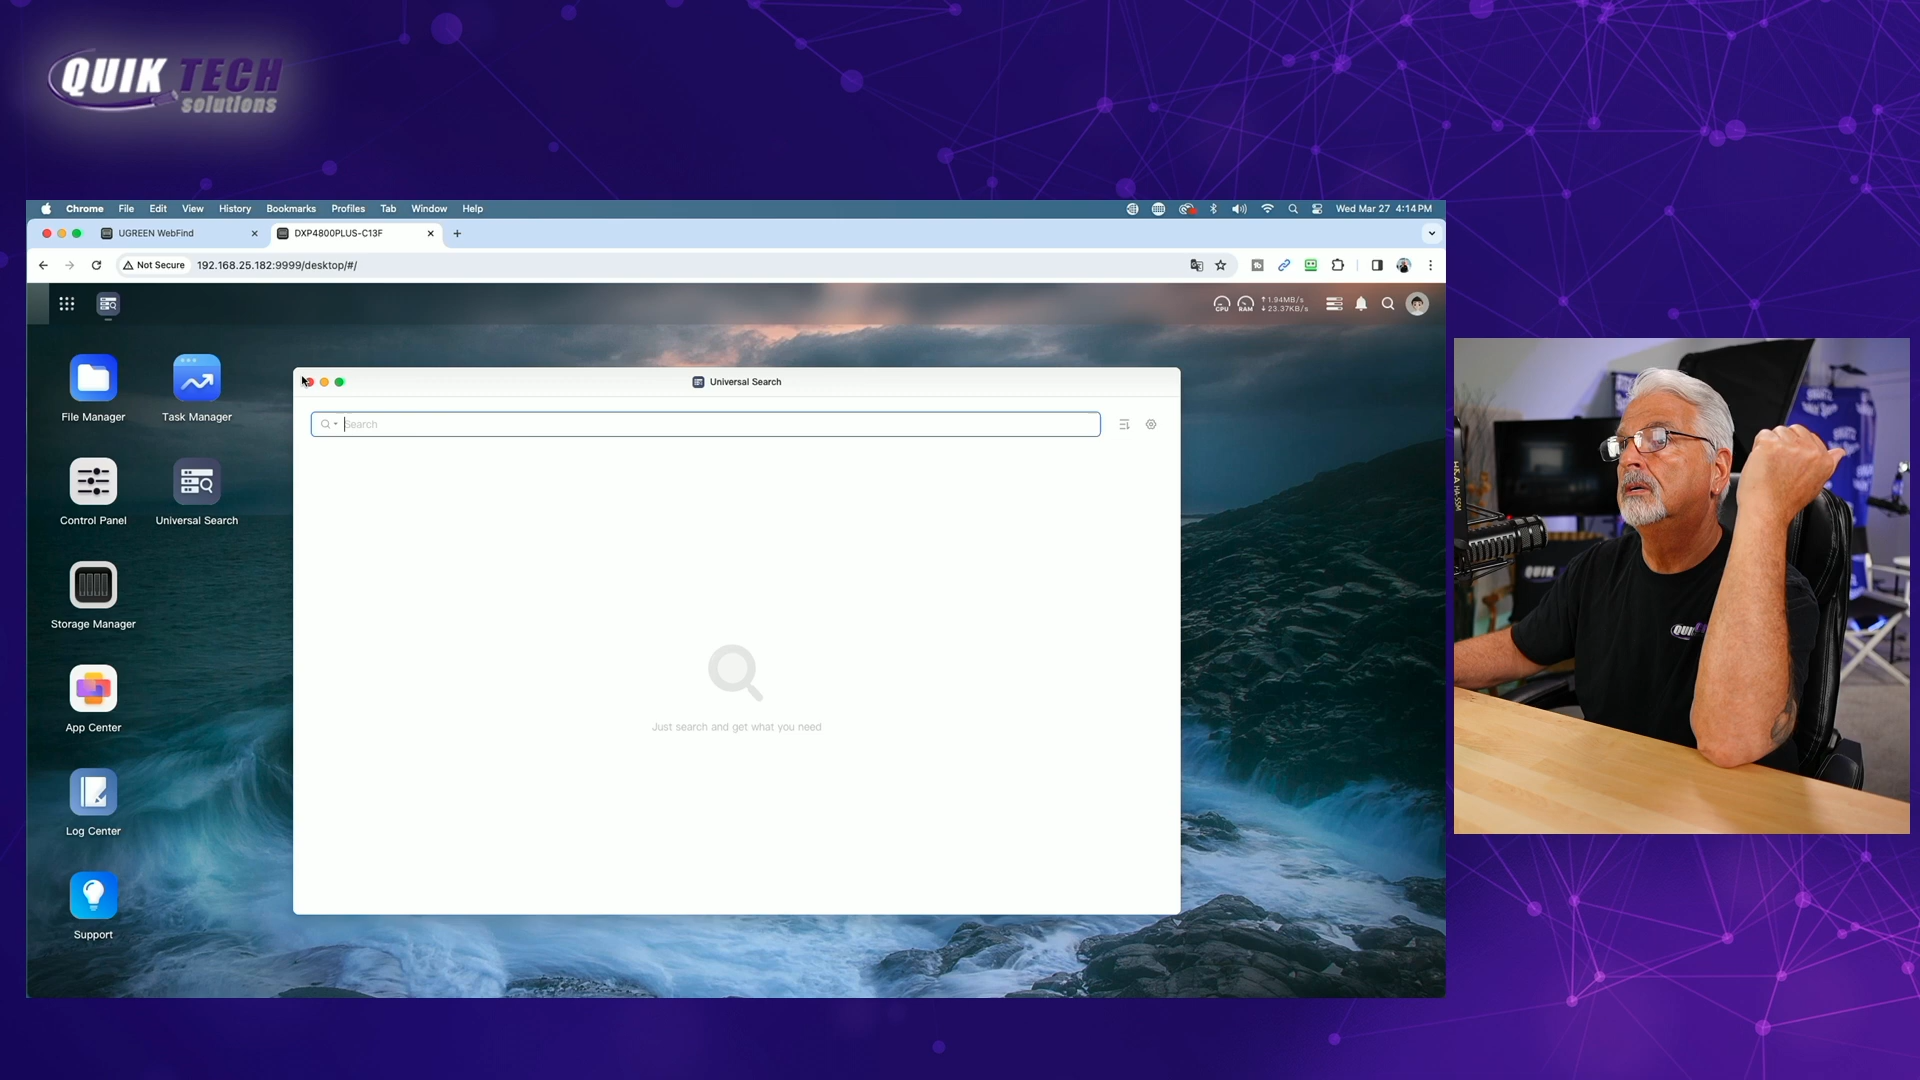 QUIK TECH
solutions
Chrome File Edit View History Bookmarks Profiles Tab Window Help
Wed Mar 27 4:14 PM
UGREEN WebFind
DXP4800PLUS-C13F
Not Secure 192.168.25.182:9999/desktop/#/
CPU
RAM
1.94MB/s
23.37KB/s
File Manager
Task Manager
Control Panel
Universal Search
Storage Manager
App Center
Log Center
Support
Universal Search
Search
Just search and get what you need
QUIK
QUIK